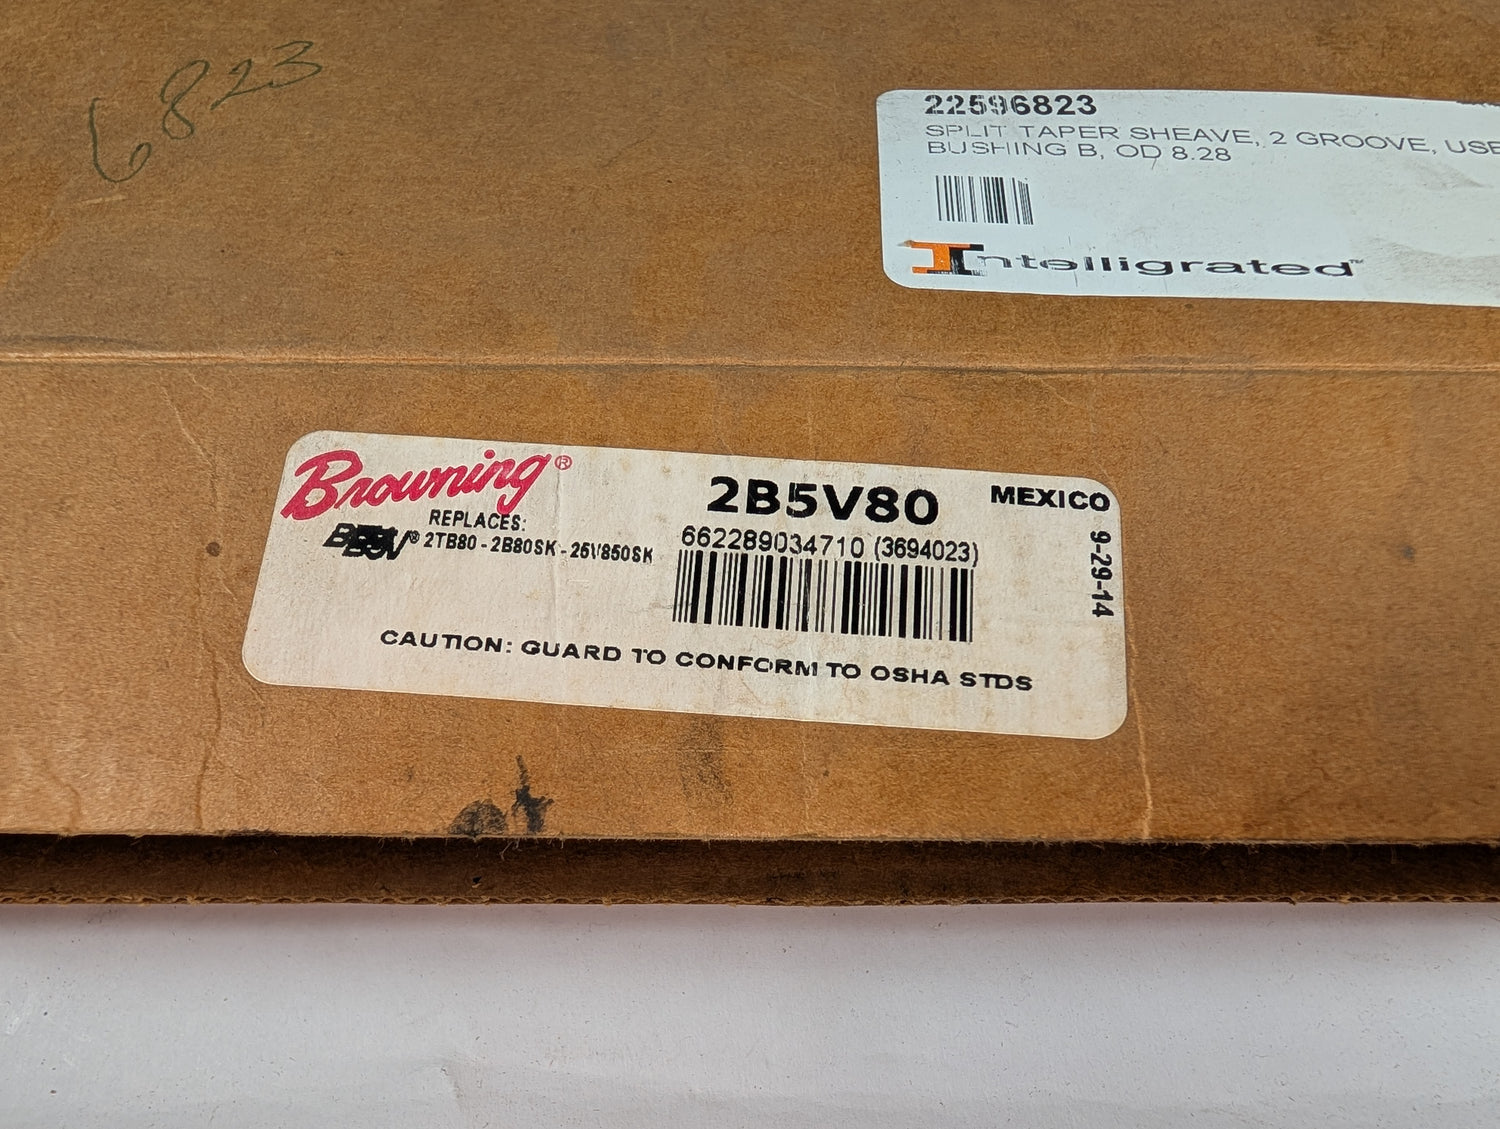 6823
22596823
SPLIT TAPER SHEAVE, 2 GROOVE, USE
BUSHING B, OD 8.28
Intelligrated™
Browning®
2B5V80
MEXICO
REPLACES:
® 2TB80 - 2B80SK - 25V850SK
662289034710 (3694023)
9-29-14
CAUTION: GUARD TO CONFORM TO OSHA STDS